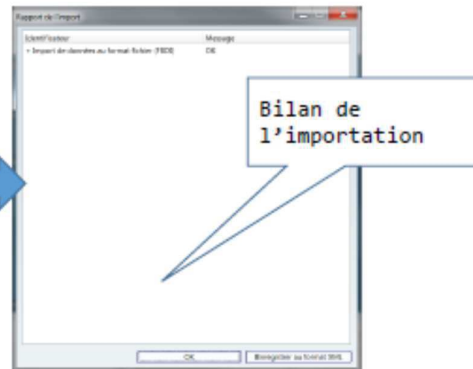 Rapport de l'import
Identificateur Message
Import de données au format fichier OK
Bilan de
l’importation
OK Enregistrer au format XML